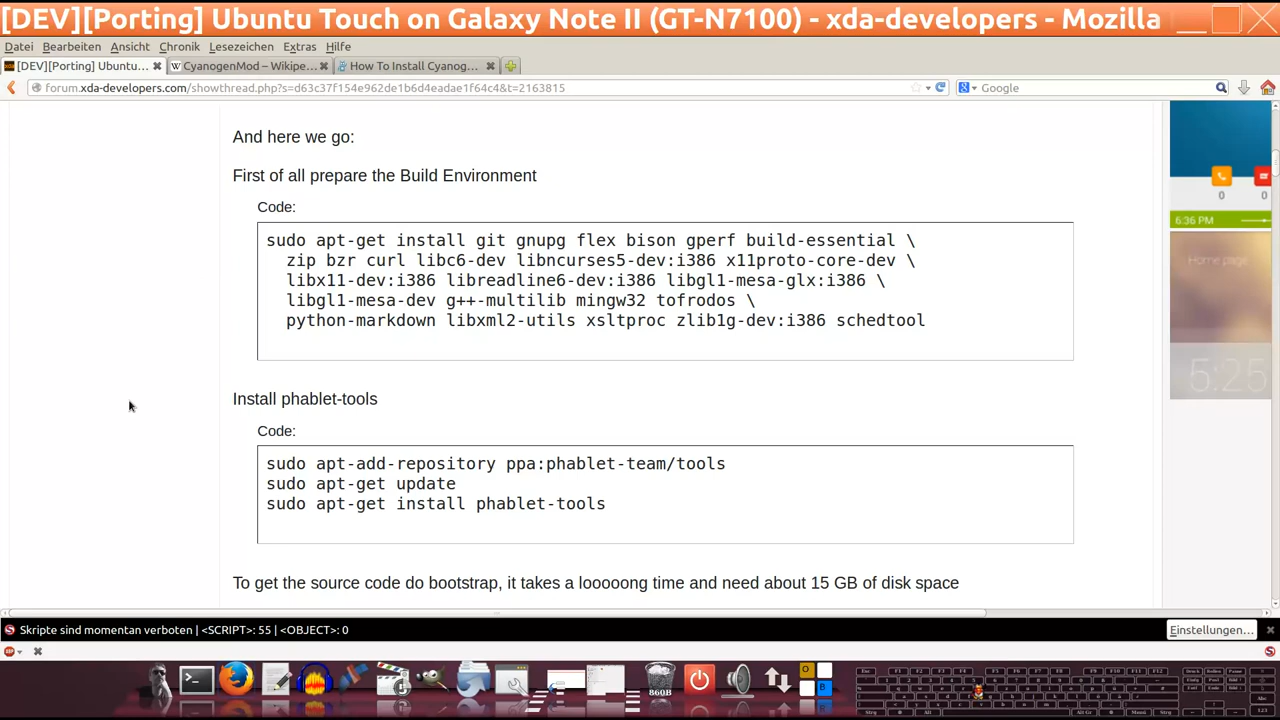 [DEV][Porting] Ubuntu Touch on Galaxy Note II (GT-N7100) - xda-developers - Mozilla
Datei Bearbeiten Ansicht Chronik Lesezeichen Extras Hilfe
[DEV][Porting] Ubuntu... CyanogenMod – Wikipe... How To Install Cyanog...
forum.xda-developers.com/showthread.php?s=d63c37f154e962de1b6d4eadae1f64c4&t=2163815 Google
And here we go:
First of all prepare the Build Environment
Code:
sudo apt-get install git gnupg flex bison gperf build-essential \
zip bzr curl libc6-dev libncurses5-dev:i386 x11proto-core-dev \
libx11-dev:i386 libreadline6-dev:i386 libgl1-mesa-glx:i386 \
libgl1-mesa-dev g++-multilib mingw32 tofrodos \
python-markdown libxml2-utils xsltproc zlib1g-dev:i386 schedtool
Install phablet-tools
Code:
sudo apt-add-repository ppa:phablet-team/tools
sudo apt-get update
sudo apt-get install phablet-tools
To get the source code do bootstrap, it takes a looooong time and need about 15 GB of disk space
0 0
6:36 PM
Home page
5:25
Skripte sind momentan verboten | <SCRIPT>: 55 | <OBJECT>: 0 Einstellungen...
860B